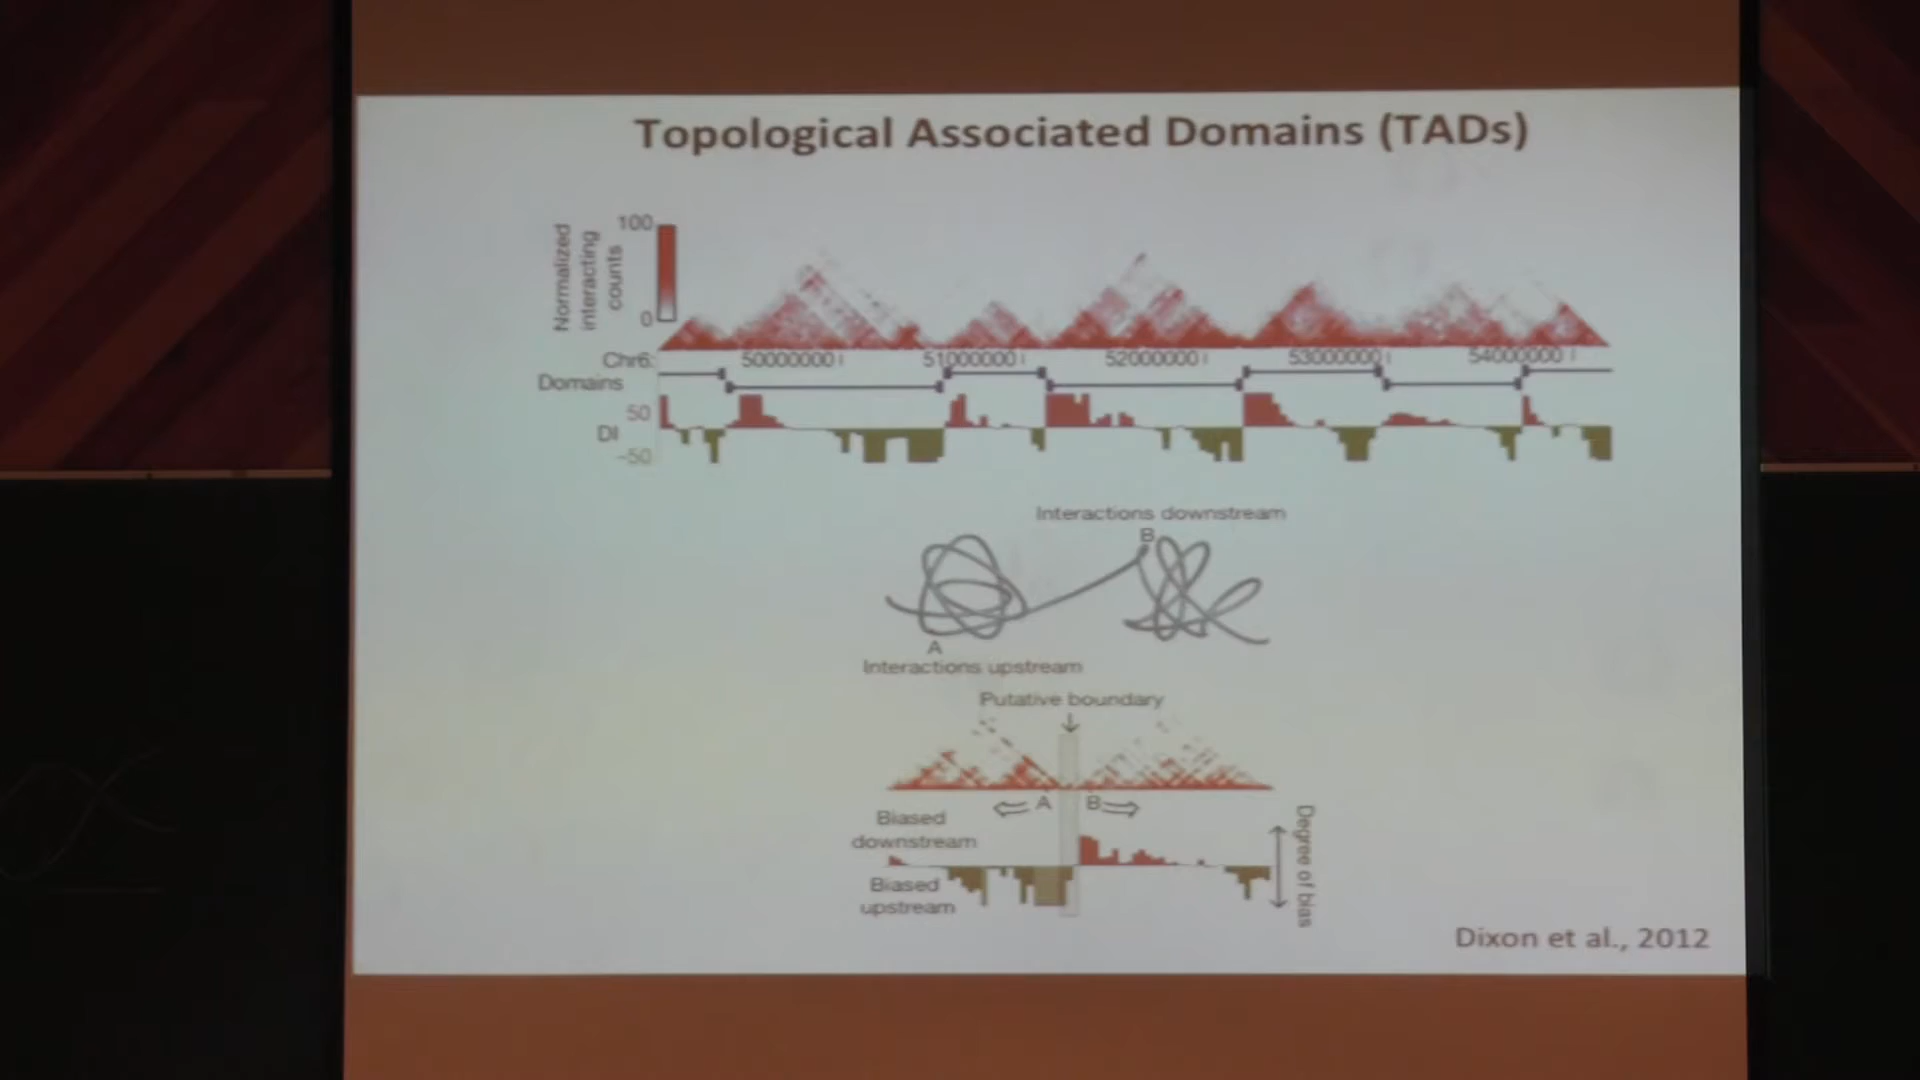 Topological Associated Domains (TADs)
Normalized
interacting
counts
100
0
Chr6: 50000000 51000000 52000000 53000000 54000000
Domains
50
DI
-50
Interactions downstream
B
A
Interactions upstream
Putative boundary
A B
Biased
downstream
Biased
upstream
Degree of bias
Dixon et al., 2012